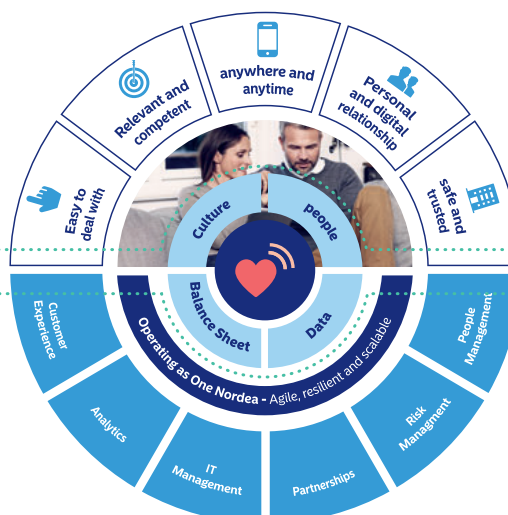 Easy to
deal with
Relevant and
competent
anywhere and
anytime
Personal
and digital
relationship
safe and
trusted
Culture
people
Balance Sheet
Data
Operating as One Nordea - Agile, resilient and scalable
Customer
Experience
Analytics
IT
Management
Partnerships
Risk
Managment
People
Management